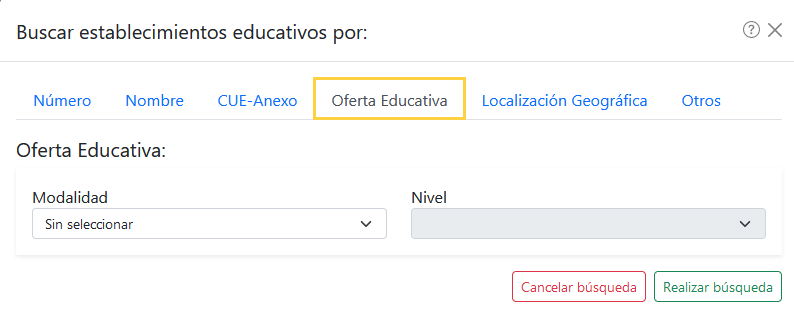 Buscar establecimientos educativos por:
Número Nombre CUE-Anexo Oferta Educativa Localización Geográfica Otros
Oferta Educativa:
Modalidad Nivel
Sin seleccionar
Cancelar búsqueda Realizar búsqueda